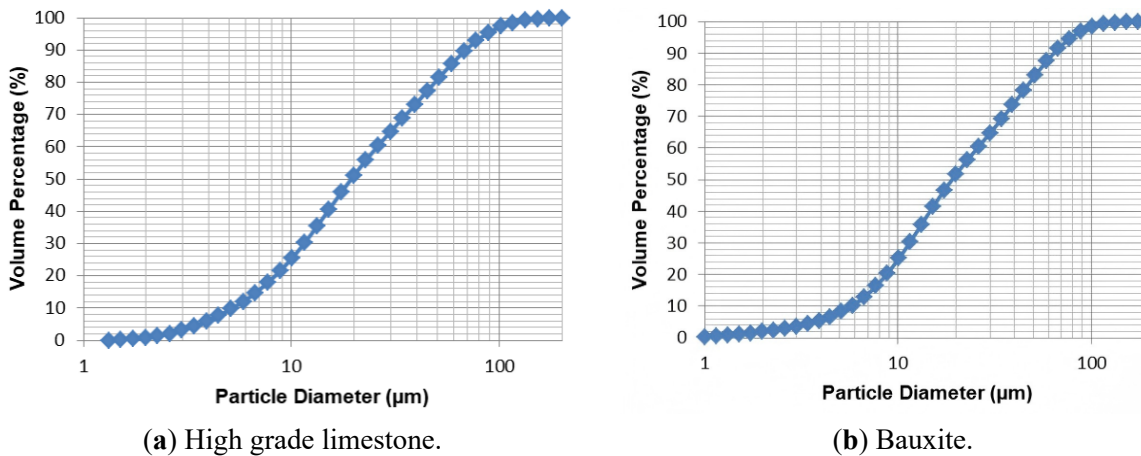 100
90
80
70
60
50
40
30
20
10
0
Volume Percentage (%)
1 10 100
Particle Diameter (µm)
(a) High grade limestone.
100
90
80
70
60
50
40
30
20
10
0
Volume Percentage (%)
1 10 100
Particle Diameter (µm)
(b) Bauxite.